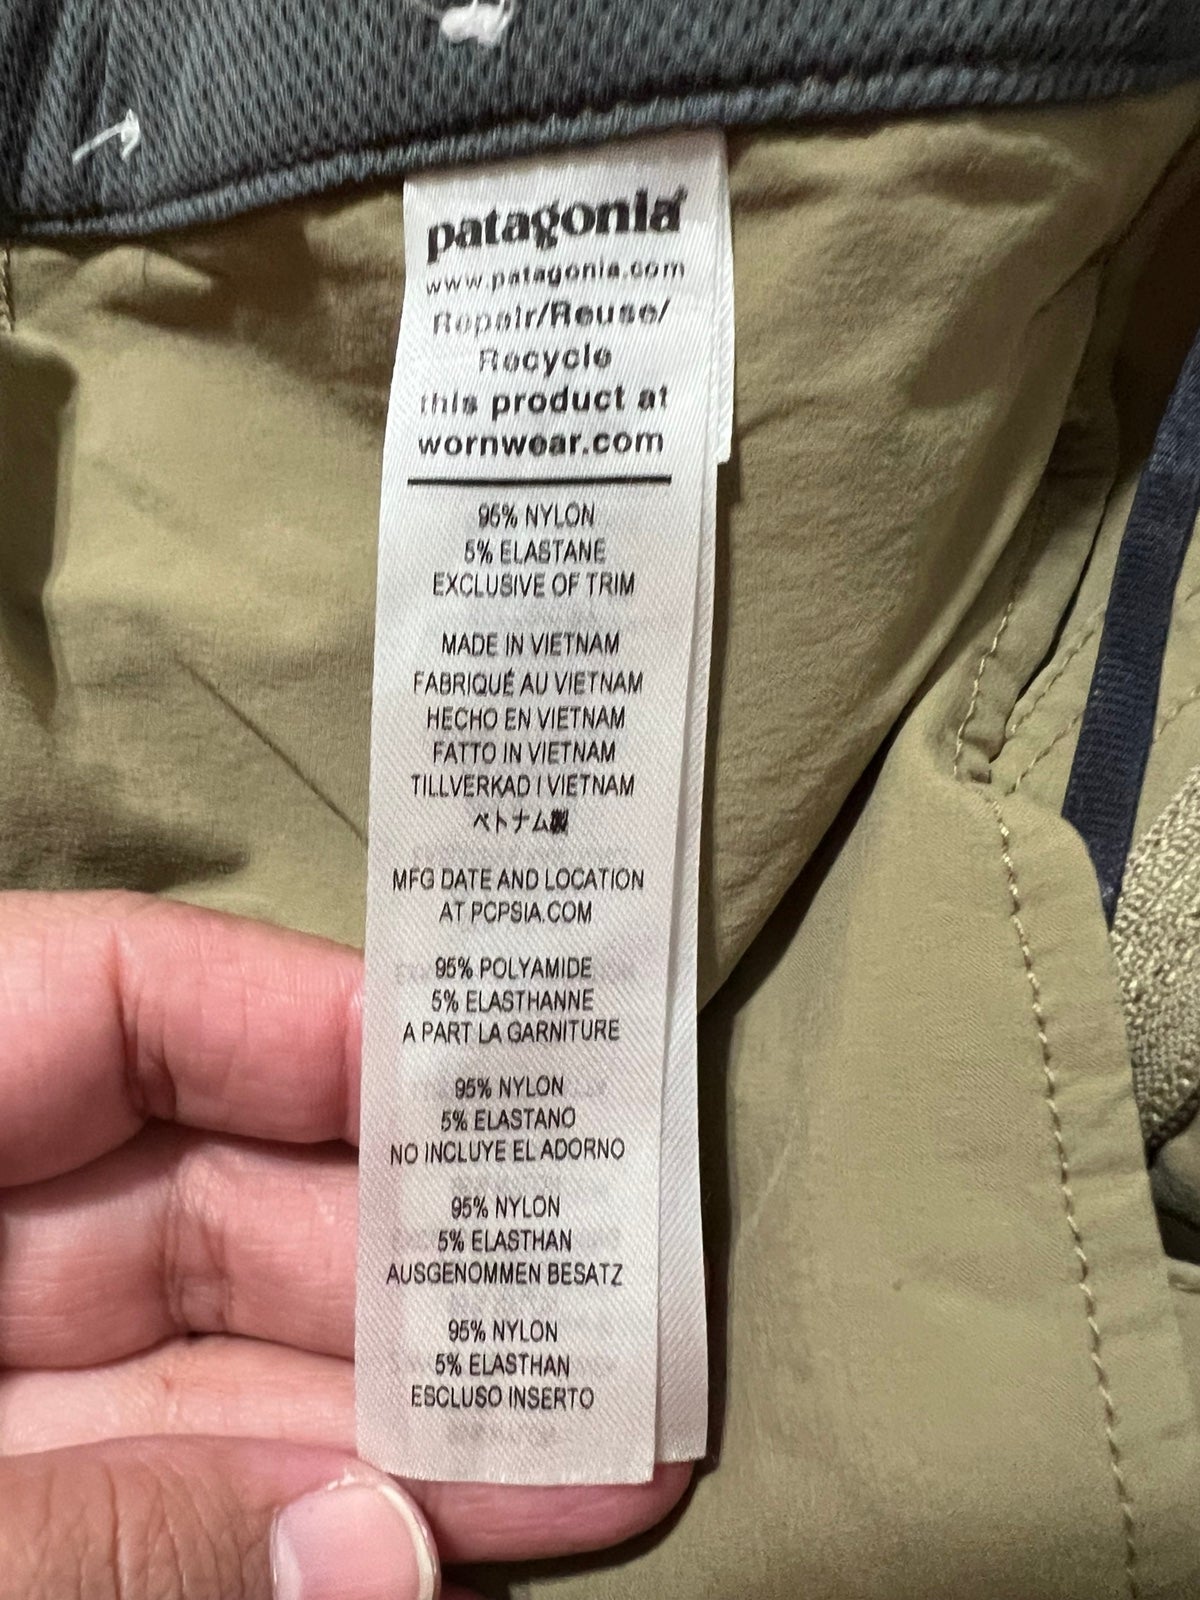 patagonia®
www.patagonia.com
Repair/Reuse/
Recycle
this product at
wornwear.com
95% NYLON
5% ELASTANE
EXCLUSIVE OF TRIM
MADE IN VIETNAM
FABRIQUÉ AU VIETNAM
HECHO EN VIETNAM
FATTO IN VIETNAM
TILLVERKAD I VIETNAM
ベトナム製
MFG DATE AND LOCATION
AT PCPSIA.COM
95% POLYAMIDE
5% ELASTHANNE
A PART LA GARNITURE
95% NYLON
5% ELASTANO
NO INCLUYE EL ADORNO
95% NYLON
5% ELASTHAN
AUSGENOMMEN BESATZ
95% NYLON
5% ELASTHAN
ESCLUSO INSERTO